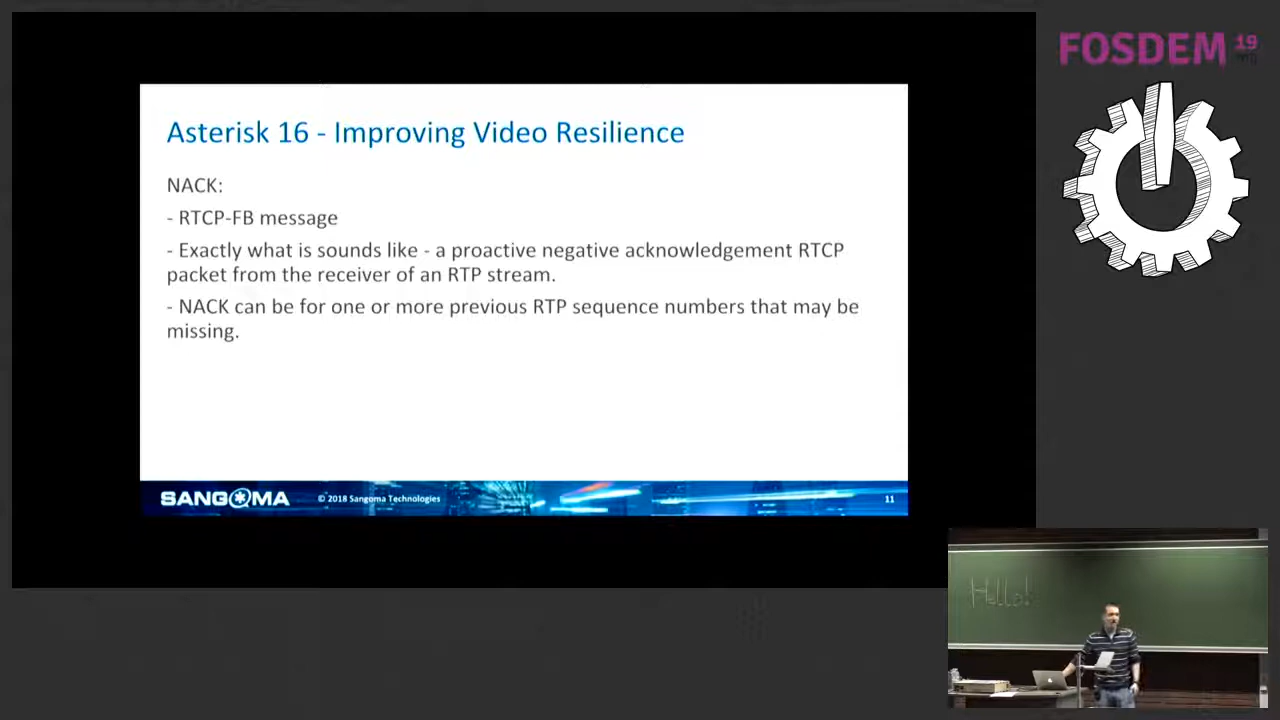 FOSDEM 19
Asterisk 16 - Improving Video Resilience
NACK:
- RTCP-FB message
- Exactly what is sounds like - a proactive negative acknowledgement RTCP
packet from the receiver of an RTP stream.
- NACK can be for one or more previous RTP sequence numbers that may be
missing.
SANGOMA
© 2018 Sangoma Technologies
11
Hello!